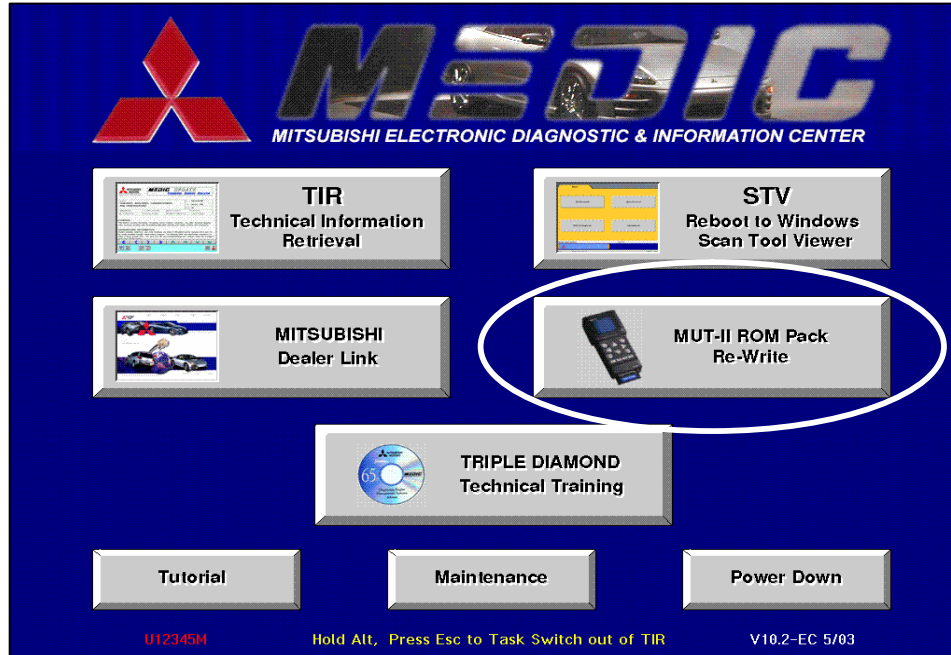 MEDIC
MITSUBISHI ELECTRONIC DIAGNOSTIC & INFORMATION CENTER
TIR
Technical Information
Retrieval
STV
Reboot to Windows
Scan Tool Viewer
MITSUBISHI
Dealer Link
MUT-II ROM Pack
Re-Write
65
TRIPLE DIAMOND
Technical Training
Tutorial
Maintenance
Power Down
U12345M
Hold Alt, Press Esc to Task Switch out of TIR
V10.2-EC 5/03